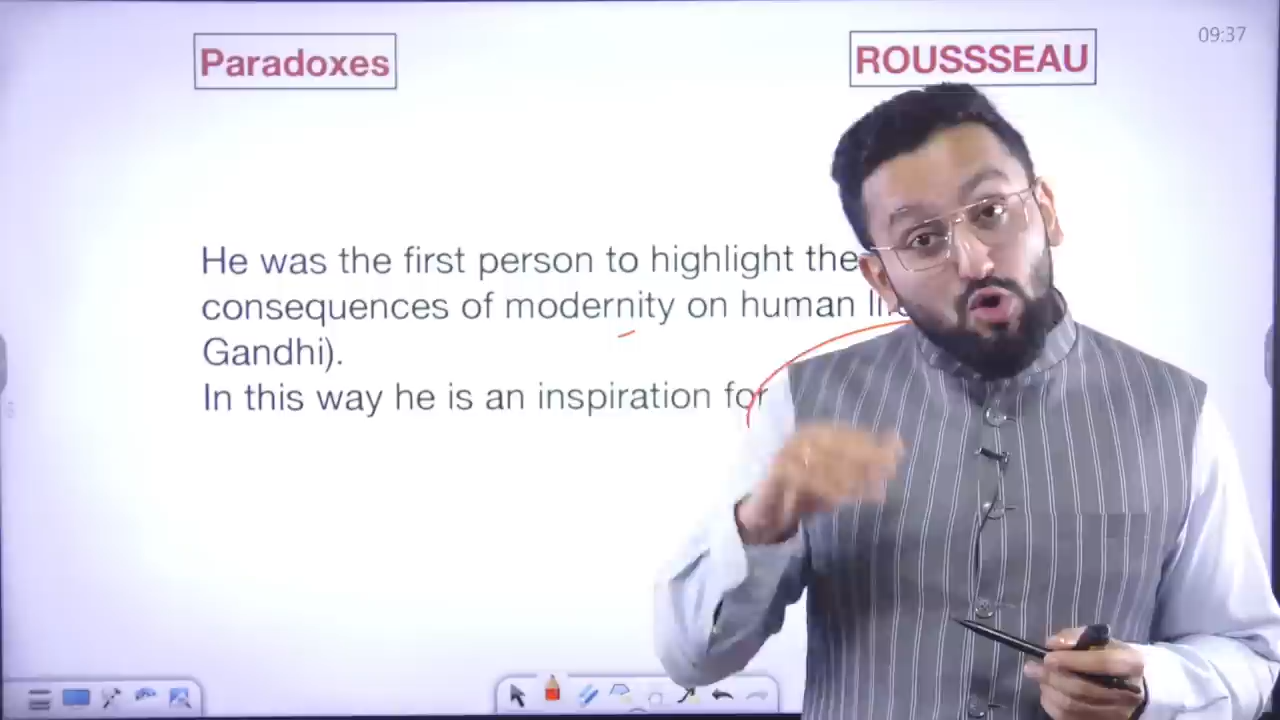 Paradoxes
ROUSSSEAU
09:37
He was the first person to highlight the
consequences of modernity on human
Gandhi).
In this way he is an inspiration for